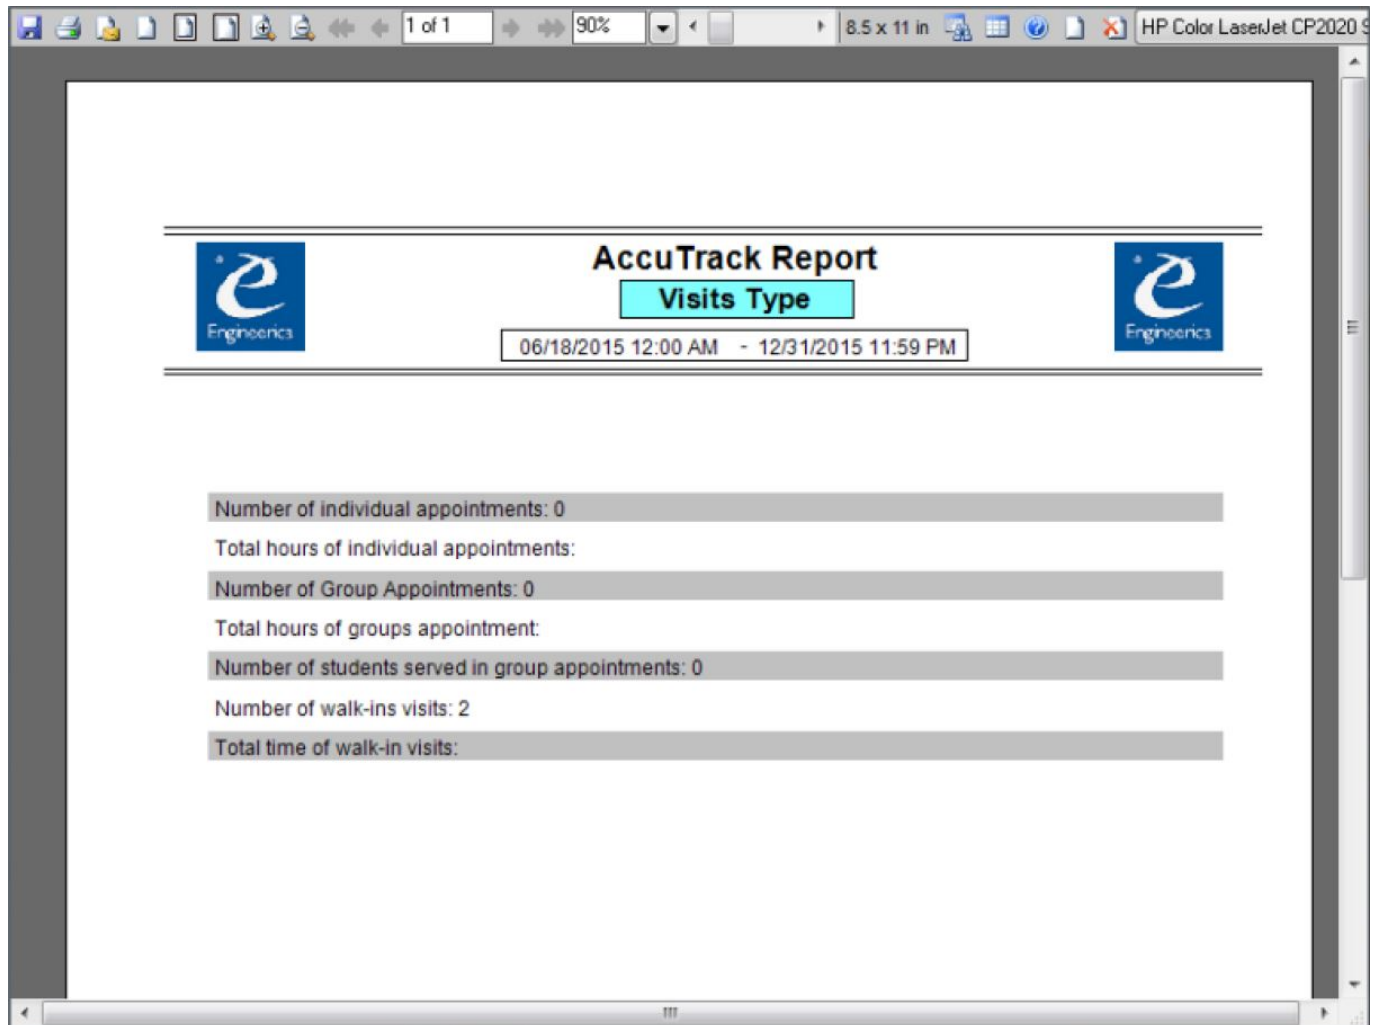 1 of 1 90% 8.5 x 11 in HP Color LaserJet CP2020 S
AccuTrack Report
Visits Type
Engineerics
Engineerics
06/18/2015 12:00 AM - 12/31/2015 11:59 PM
Number of individual appointments: 0
Total hours of individual appointments:
Number of Group Appointments: 0
Total hours of groups appointment:
Number of students served in group appointments: 0
Number of walk-ins visits: 2
Total time of walk-in visits: